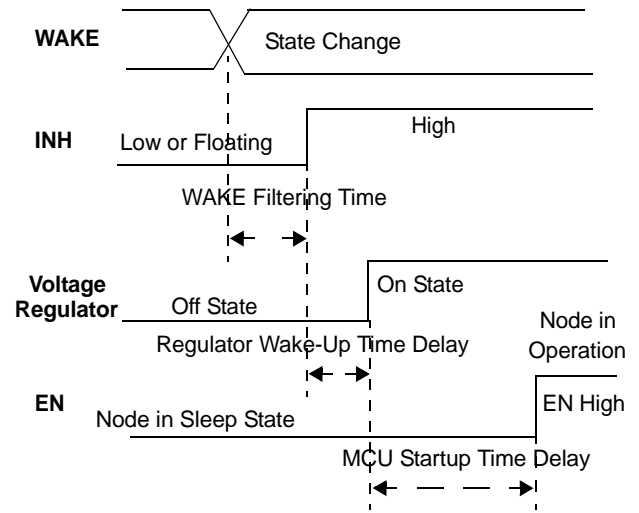 WAKE
State Change
INH
Low or Floating
High
WAKE Filtering Time
Voltage
Regulator
Off State
On State
Regulator Wake-Up Time Delay
Node in
Operation
EN
Node in Sleep State
EN High
MCU Startup Time Delay